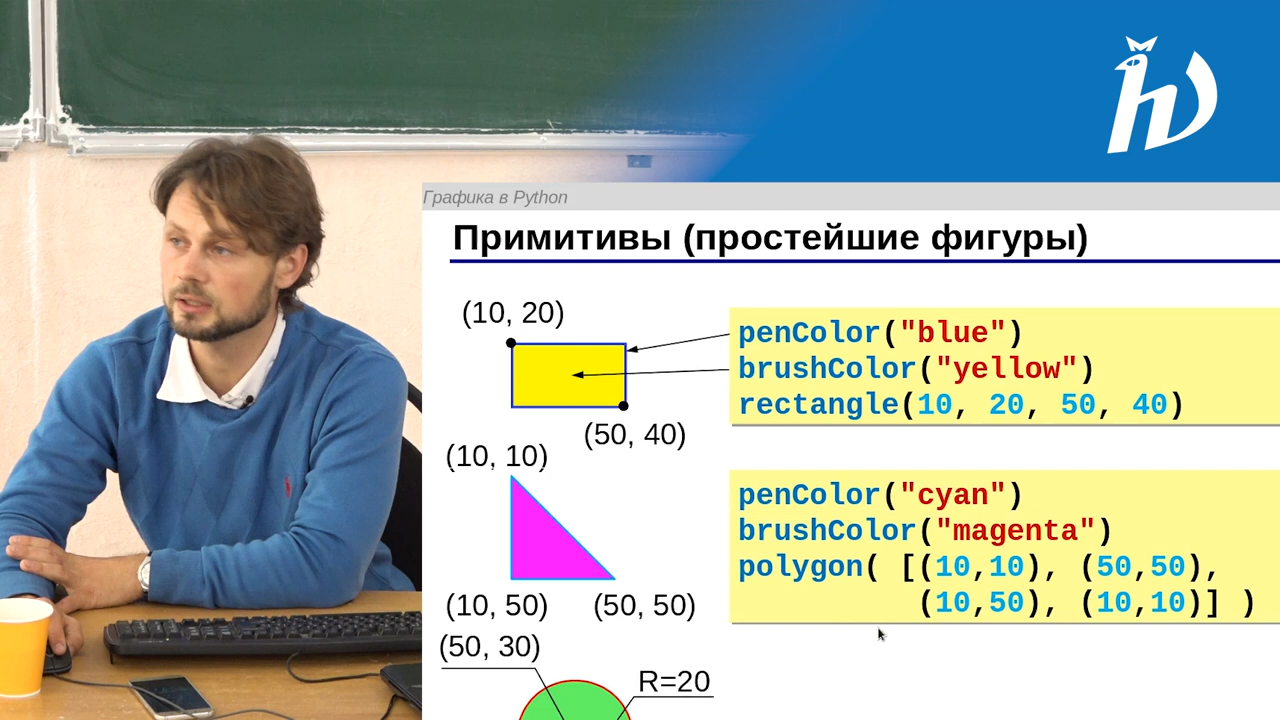 Графика в Python
Примитивы (простейшие фигуры)
(10, 20)
(50, 40)
penColor("blue")
brushColor("yellow")
rectangle(10, 20, 50, 40)
(10, 10)
(10, 50) (50, 50)
penColor("cyan")
brushColor("magenta")
polygon( [(10,10), (50,50),
(10,50), (10,10)] )
(50, 30)
R=20